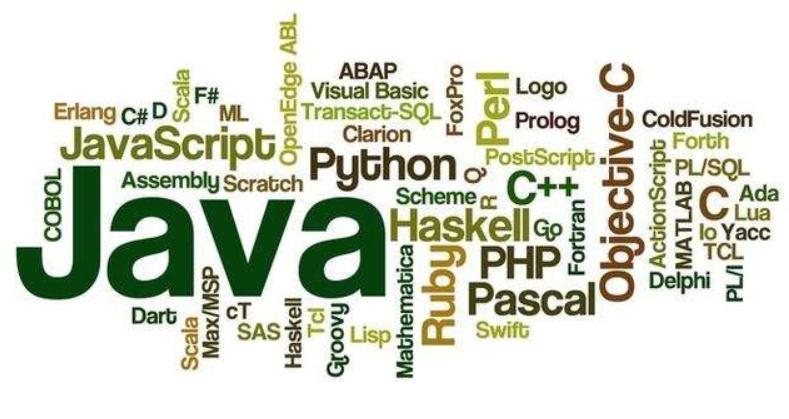 OpenEdge ABL
Scala
F#
Erlang
C#
D
ML
JavaScript
ABAP
Visual Basic
Transact-SQL
Clarion
FoxPro
Perl
Logo
Prolog
PostScript
Objective-C
ColdFusion
Forth
PL/SQL
ActionScript
MATLAB
C
Ada
Lua
Io
Yacc
TCL
Delphi
PL/I
COBOL
Assembly
Scratch
Python
Q
Scheme
R
C++
Java
Haskell
Go
Fortran
Ruby
PHP
Pascal
Mathematica
Swift
Dart
Scala
Max/MSP
cT
SAS
Haskell
Tcl
Groovy
Lisp